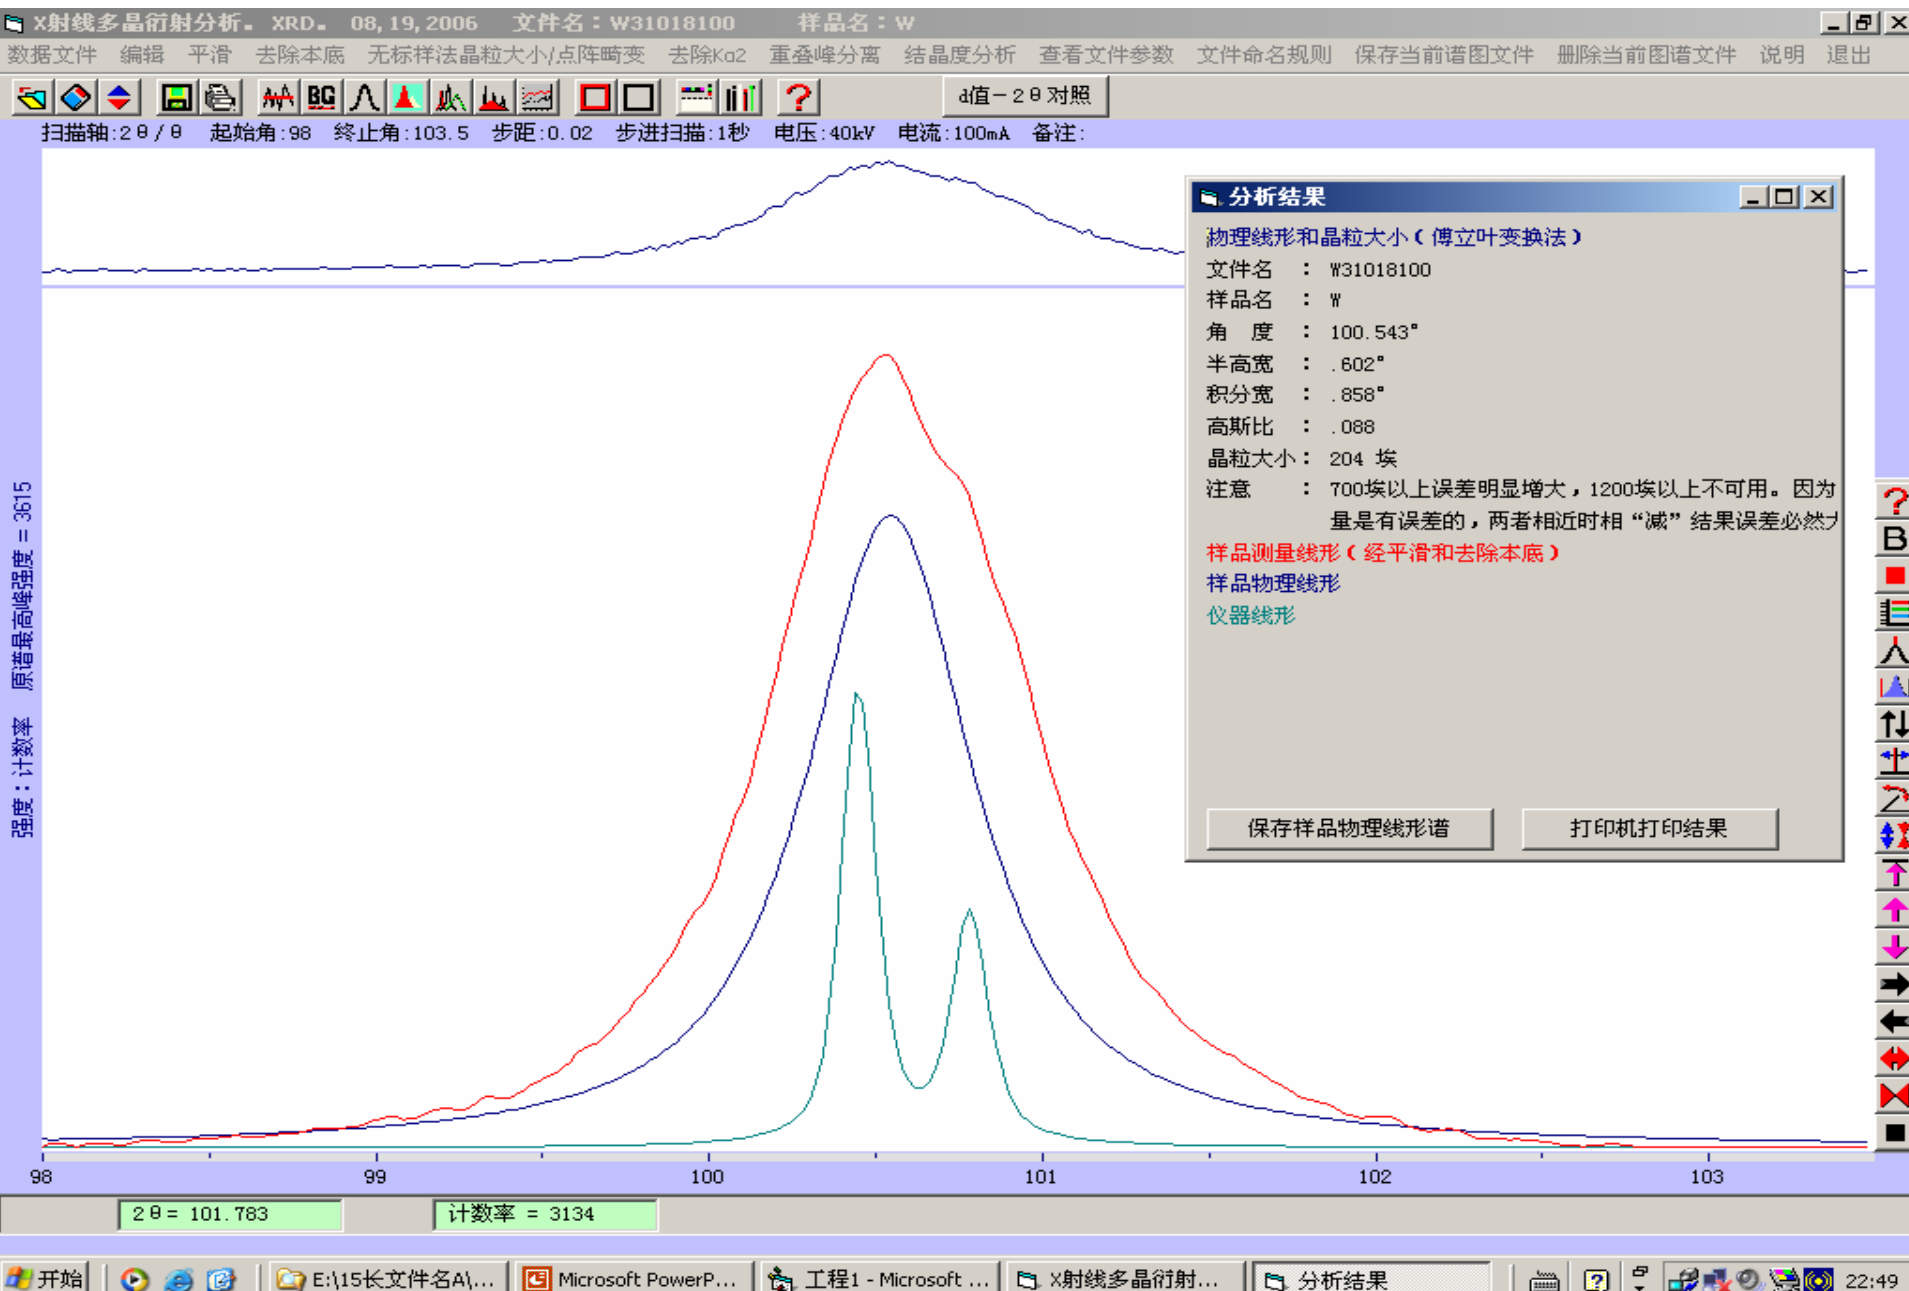 X射线多晶衍射分析。 XRD。 08,19,2006 文件名：W31018100 样品名：W
数据文件 编辑 平滑 去除本底 无标样法晶粒大小/点阵畸变 去除Ka2 重叠峰分离 结晶度分析 查看文件参数 文件命名规则 保存当前谱图文件 删除当前图谱文件 说明 退出
BG ? d值－2θ对照
扫描轴:2θ/θ 起始角:98 终止角:103.5 步距:0.02 步进扫描:1秒 电压:40kV 电流:100mA 备注:
分析结果
物理线形和晶粒大小(傅立叶变换法)
文件名 : W31018100
样品名 : W
角 度 : 100.543°
半高宽 : .602°
积分宽 : .858°
高斯比 : .088
晶粒大小: 204 埃
注意 : 700埃以上误差明显增大，1200埃以上不可用。因为
量是有误差的，两者相近时相“减”结果误差必然
样品测量线形(经平滑和去除本底)
样品物理线形
仪器线形
保存样品物理线形谱 打印机打印结果
强度：计数率 原谱最高峰强度 = 3615
?
B
98 99 100 101 102 103
2θ= 101.783 计数率 = 3134
开始 E:\15长文件名A\... Microsoft PowerP... 工程1 - Microsoft ... X射线多晶衍射... 分析结果 22:49